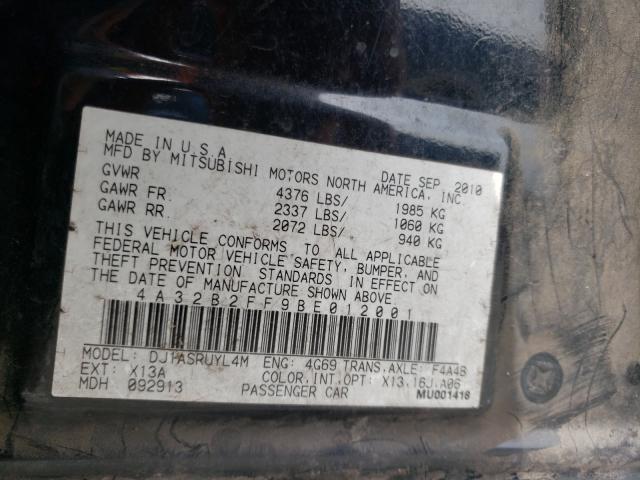 MADE IN U.S.A
MFD BY MITSUBISHI MOTORS NORTH AMERICA, INC
DATE SEP. 2010
GVWR 4376 LBS/ 1985 KG
GAWR FR. 2337 LBS/ 1060 KG
GAWR RR. 2072 LBS/ 940 KG
THIS VEHICLE CONFORMS TO ALL APPLICABLE
FEDERAL MOTOR VEHICLE SAFETY, BUMPER, AND
THEFT PREVENTION STANDARDS IN EFFECT ON
THE DATE OF MANUFACTURE SHOWN ABOVE.
4A32B2FF9BE012001
MODEL: DJ1ASRUYL4M ENG: 4G69 TRANS.AXLE: F4A4B
EXT: X13A COLOR.INT.OPT: X13.16J.A06
MDH 092913 PASSENGER CAR MU001418